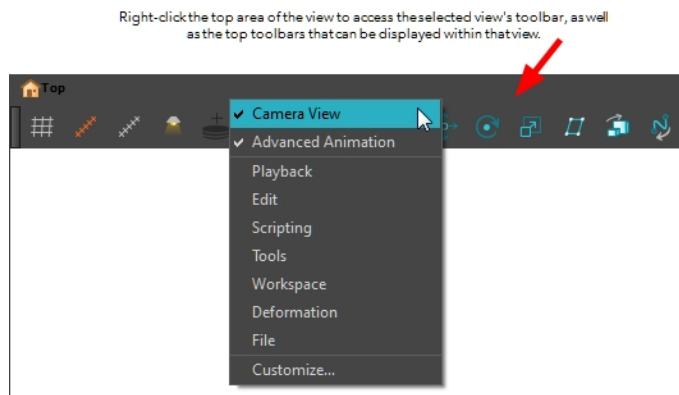 Right-click the top area of the view to access the selected view's toolbar, as well
as the top toolbars that can be displayed within that view.
Top
Camera View
Advanced Animation
Playback
Edit
Scripting
Tools
Workspace
Deformation
File
Customize...